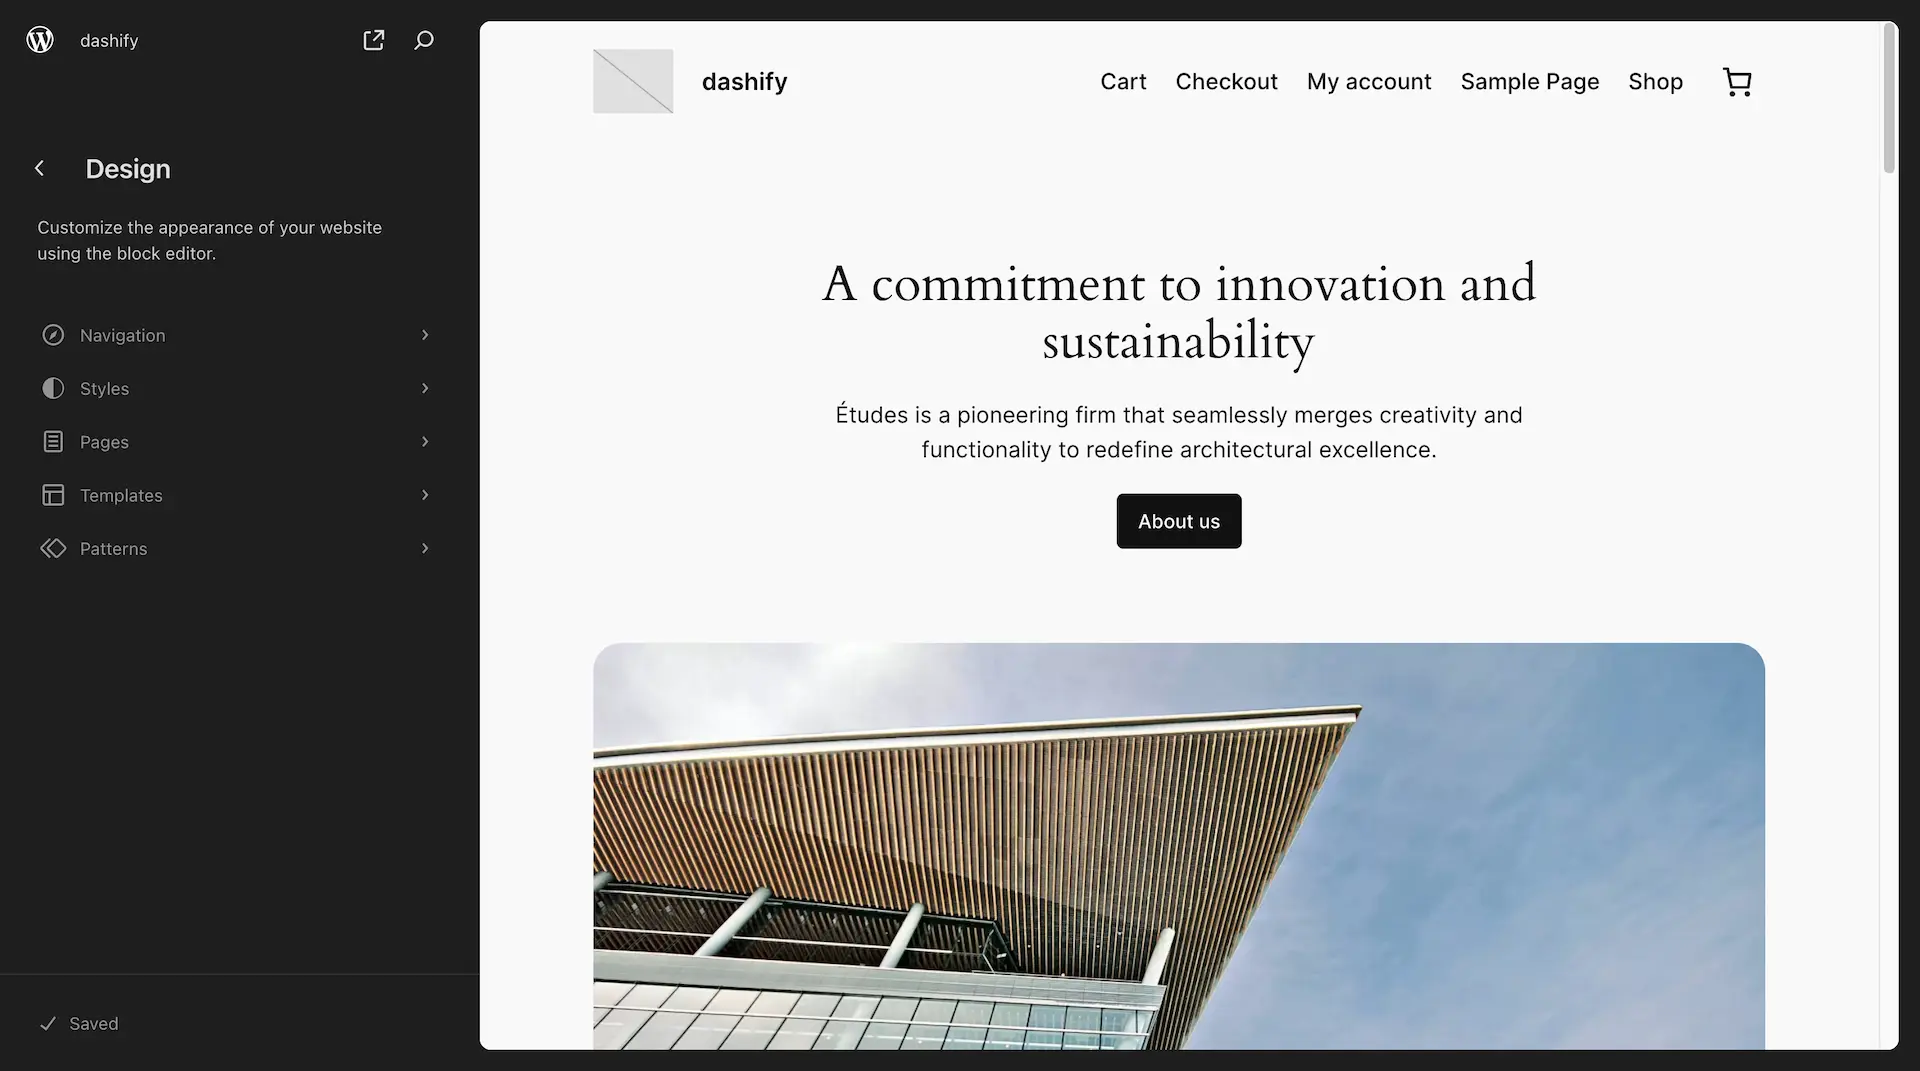 dashify
Design
Customize the appearance of your website
using the block editor.
Navigation
Styles
Pages
Templates
Patterns
Saved
dashify
Cart
Checkout
My account
Sample Page
Shop
A commitment to innovation and
sustainability
Études is a pioneering firm that seamlessly merges creativity and
functionality to redefine architectural excellence.
About us